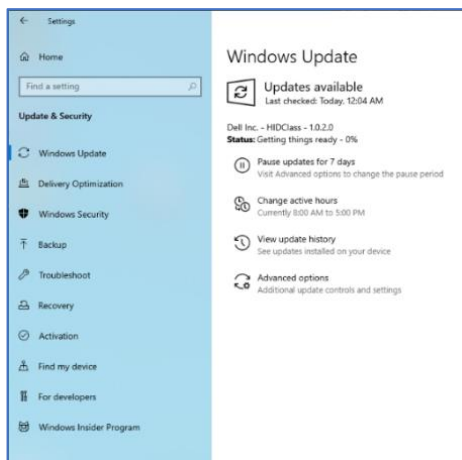 Settings
Home
Find a setting
Update & Security
Windows Update
Delivery Optimization
Windows Security
Backup
Troubleshoot
Recovery
Activation
Find my device
For developers
Windows Insider Program
Windows Update
Updates available
Last checked: Today, 12:04 AM
Dell Inc. - HIDClass - 1.0.2.0
Status: Getting things ready - 0%
Pause updates for 7 days
Visit Advanced options to change the pause period
Change active hours
Currently 8:00 AM to 5:00 PM
View update history
See updates installed on your device
Advanced options
Additional update controls and settings